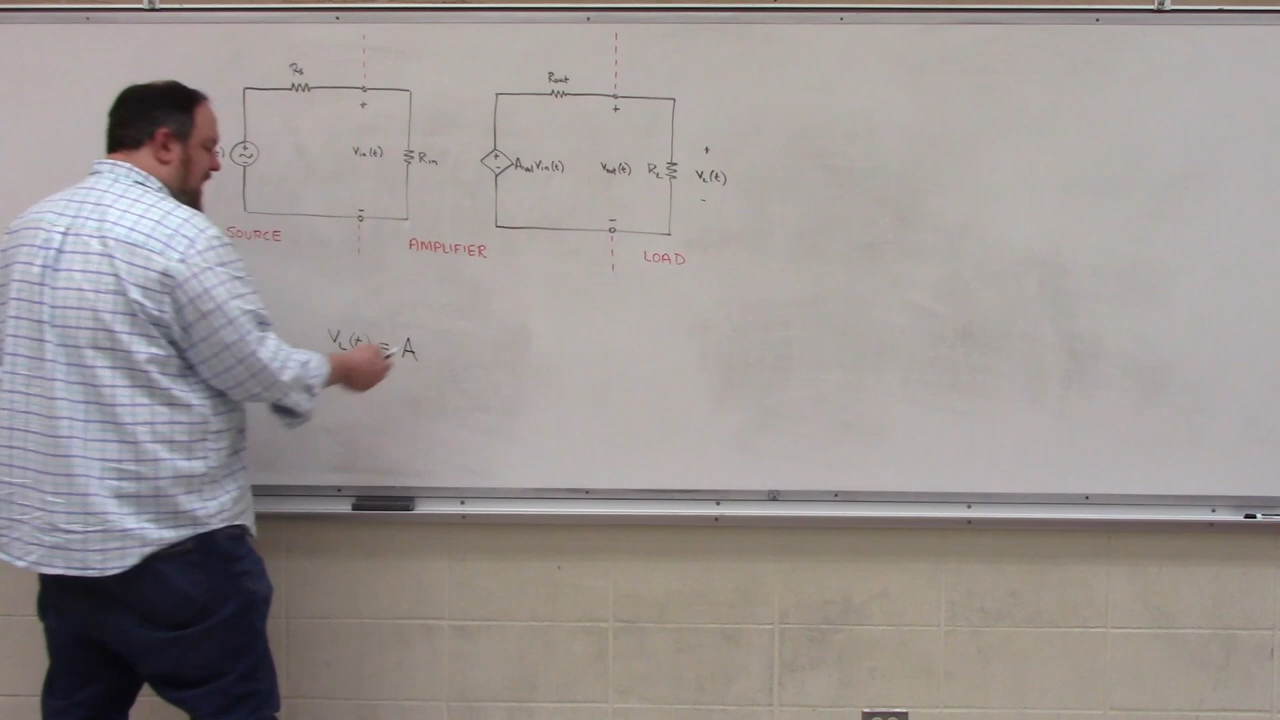 Rs
Rout
+
+
Vin(t)
Rin
+
-
Avol Vin(t)
Vout(t)
RL
+
VL(t)
-
-
-
SOURCE
AMPLIFIER
LOAD
VL(t) = A